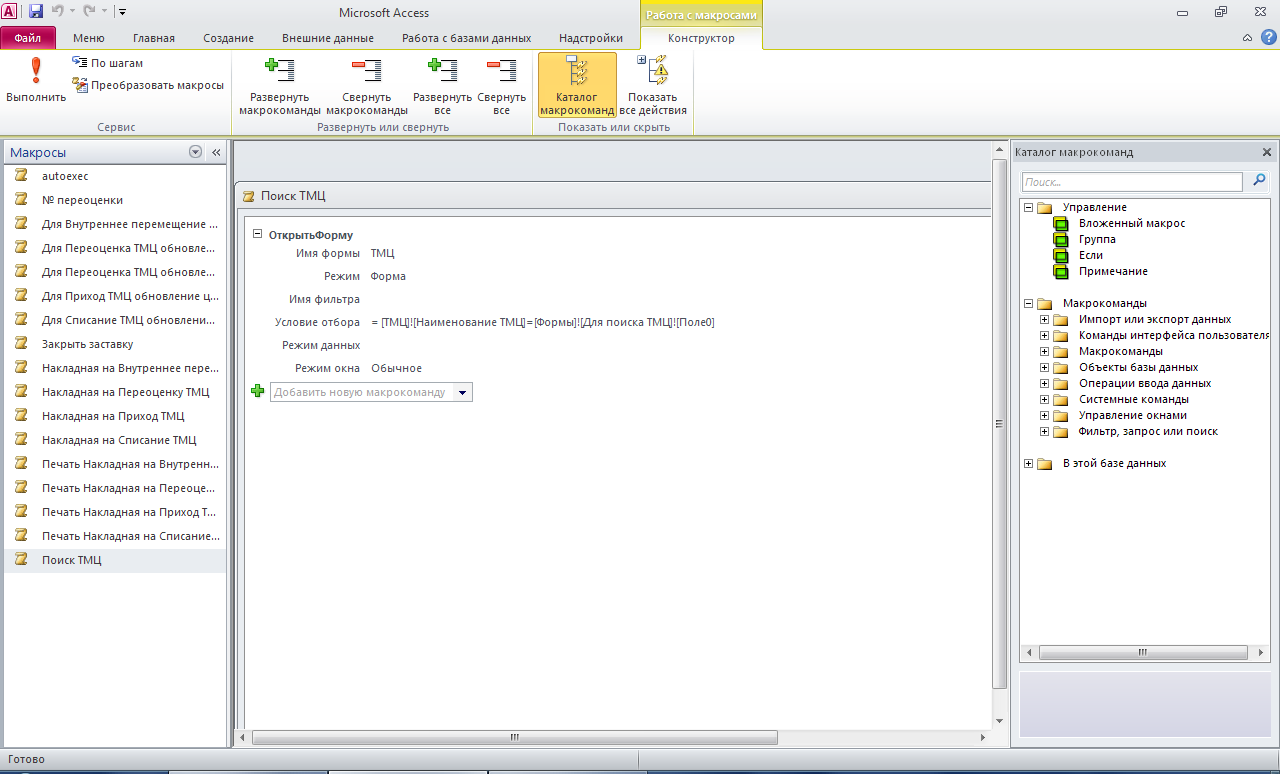 Microsoft Access
Работа с макросами
Файл
Меню
Главная
Создание
Внешние данные
Работа с базами данных
Надстройки
Конструктор
Выполнить
По шагам
Преобразовать макросы
Сервис
Развернуть макрокоманды
Свернуть макрокоманды
Развернуть все
Свернуть все
Развернуть или свернуть
Каталог макрокоманд
Показать все действия
Показать или скрыть
Макросы
autoexec
№ переоценки
Для Внутреннее перемещение ...
Для Переоценка ТМЦ обновле...
Для Переоценка ТМЦ обновле...
Для Приход ТМЦ обновление ц...
Для Списание ТМЦ обновлени...
Закрыть заставку
Накладная на Внутреннее пере...
Накладная на Переоценку ТМЦ
Накладная на Приход ТМЦ
Накладная на Списание ТМЦ
Печать Накладная на Внутренн...
Печать Накладная на Переоце...
Печать Накладная на Приход Т...
Печать Накладная на Списание...
Поиск ТМЦ
Поиск ТМЦ
ОткрытьФорму
Имя формы ТМЦ
Режим Форма
Имя фильтра
Условие отбора = [ТМЦ]![Наименование ТМЦ]=[Формы]![Для поиска ТМЦ]![Поле0]
Режим данных
Режим окна Обычное
Добавить новую макрокоманду
Каталог макрокоманд
Поиск...
Управление
Вложенный макрос
Группа
Если
Примечание
Макрокоманды
Импорт или экспорт данных
Команды интерфейса пользователя
Макрокоманды
Объекты базы данных
Операции ввода данных
Системные команды
Управление окнами
Фильтр, запрос или поиск
В этой базе данных
Готово